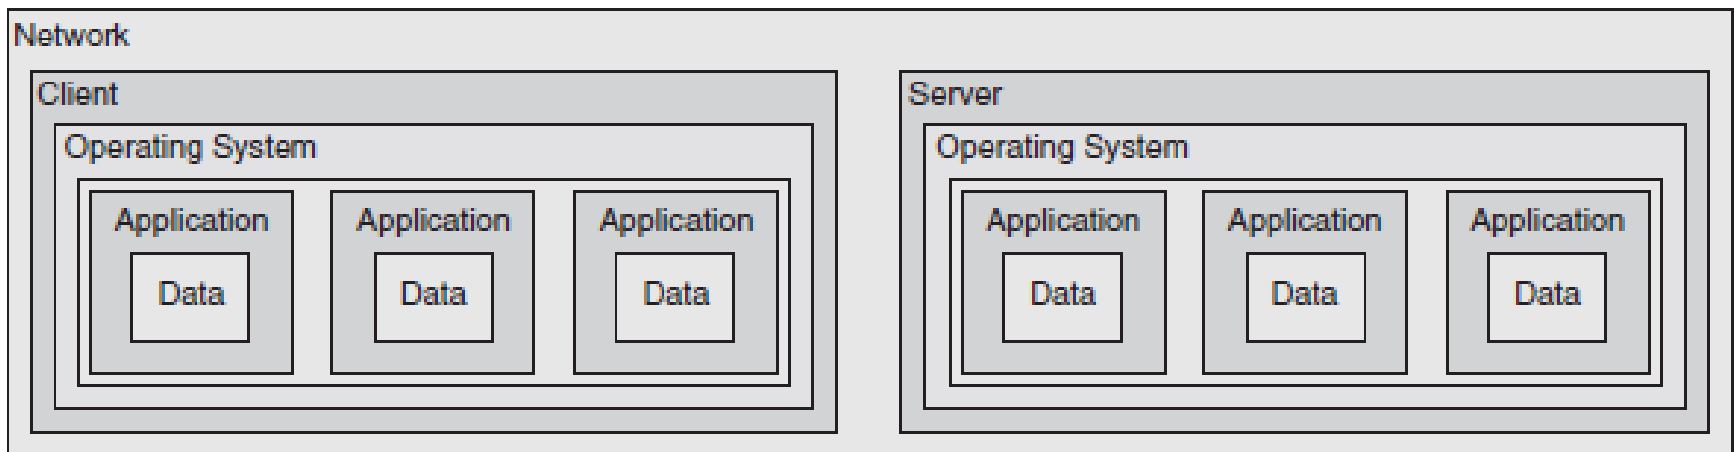 Network
Client Server
Operating System Operating System
Application Application Application Application Application Application
Data Data Data Data Data Data